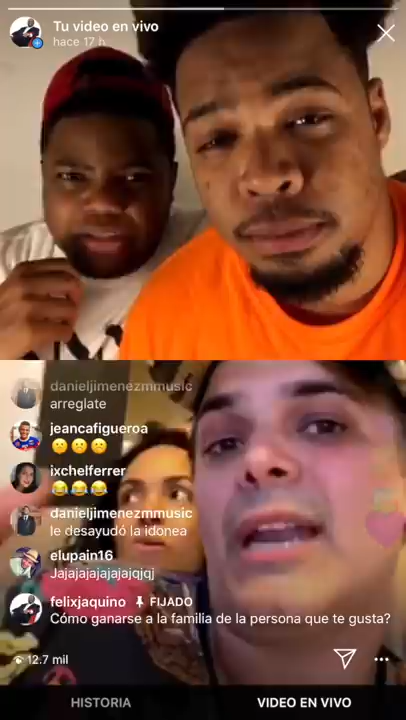 Tu video en vivo
hace 17 h
danieljimenezmmusic
arreglate
jeancafigueroa
ixchelferrer
danieljimenezmmusic
le desayudó la idonea
elupain16
Jajajajajajajajqjqj
felixjaquino FIJADO
Cómo ganarse a la familia de la persona que te gusta?
12.7 mil
HISTORIA
VIDEO EN VIVO